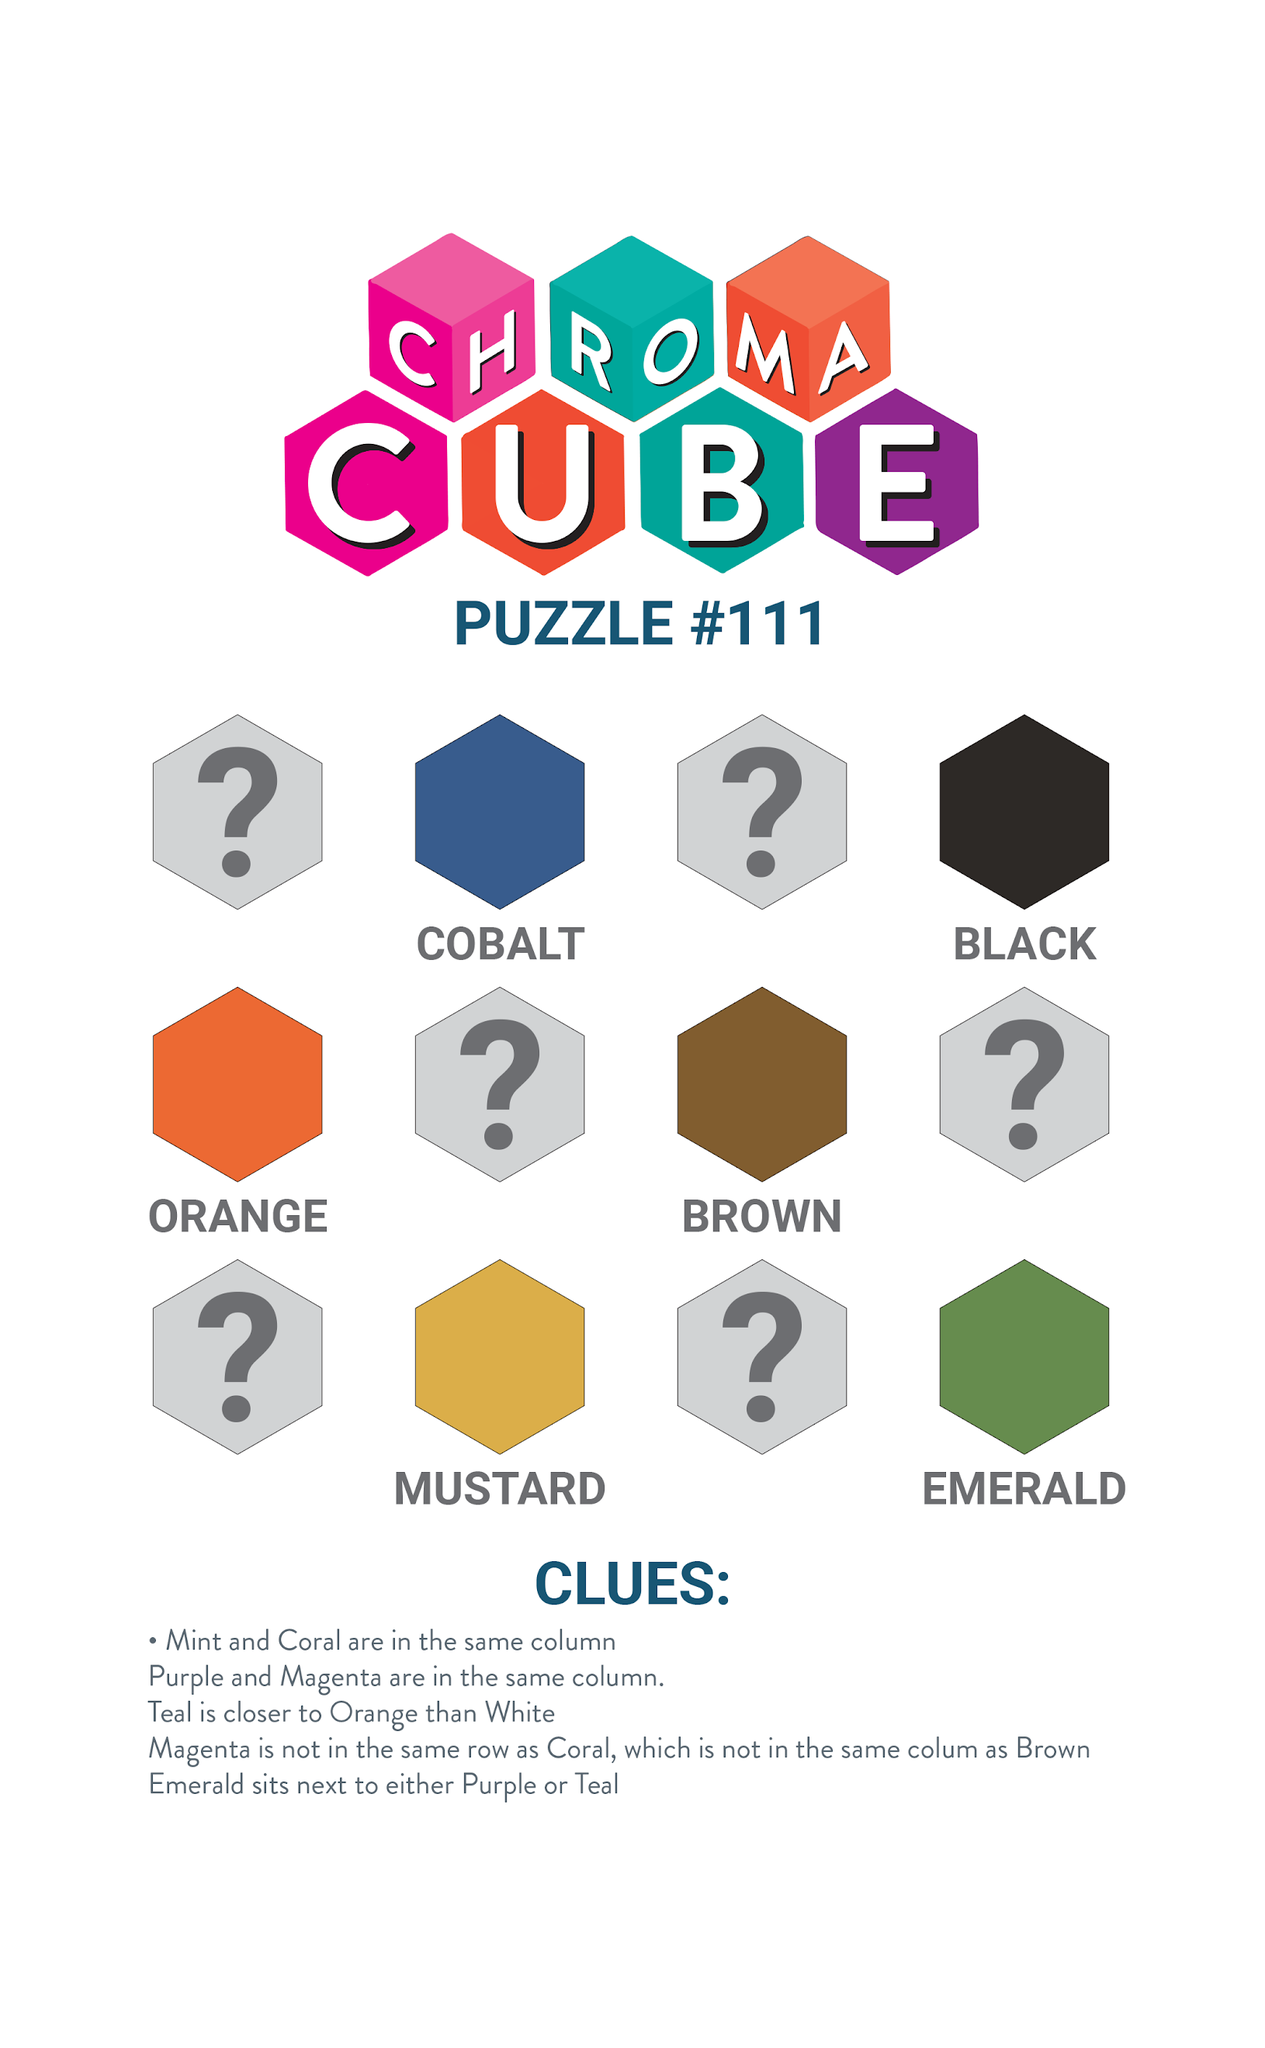 CHROMA
CUBE
PUZZLE #111
? ?
COBALT BLACK
? ?
ORANGE BROWN
? ?
MUSTARD EMERALD
CLUES:
• Mint and Coral are in the same column
Purple and Magenta are in the same column.
Teal is closer to Orange than White
Magenta is not in the same row as Coral, which is not in the same colum as Brown
Emerald sits next to either Purple or Teal